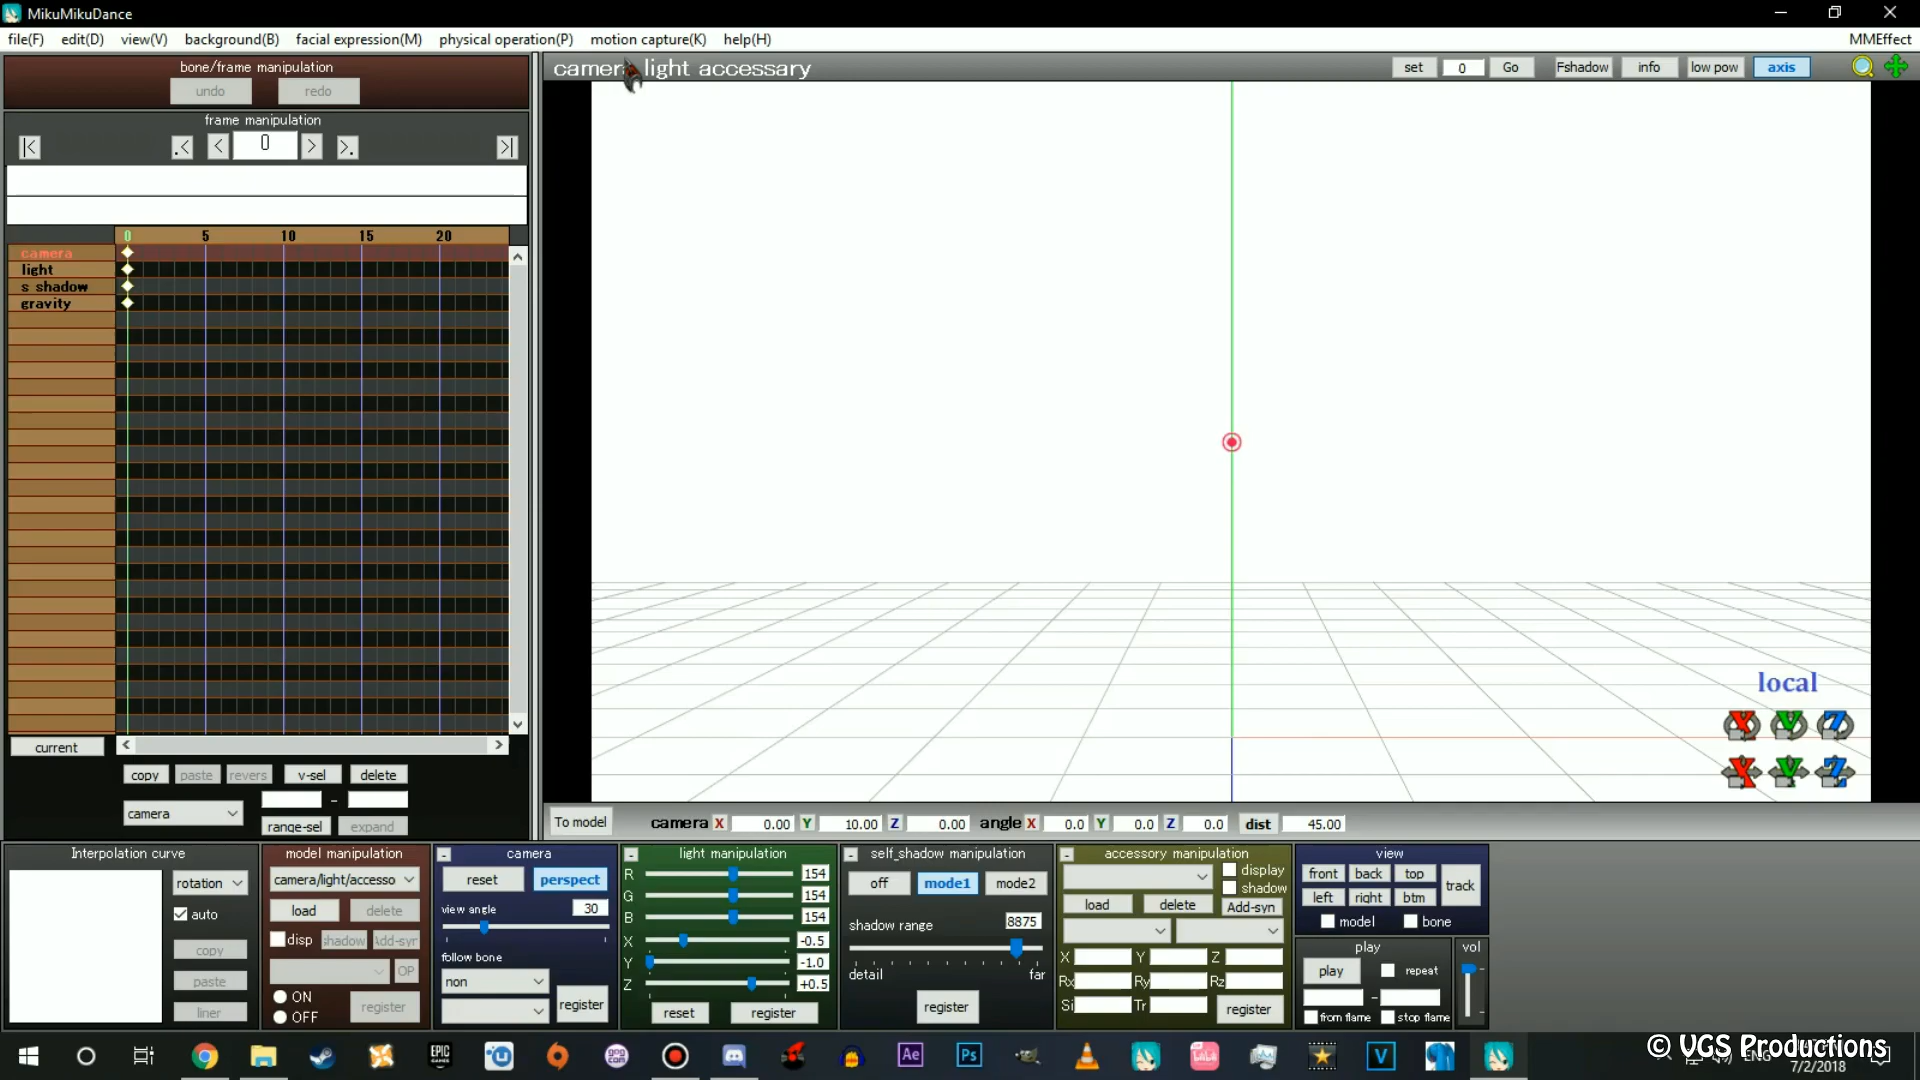 MikuMikuDance
file(F) edit(D) view(V) background(B) facial expression(M) physical operation(P) motion capture(K) help(H) MMEffect
bone/frame manipulation
undo redo
frame manipulation
|< .< < 0 > >. >|
camera light accessary
set 0 Go Fshadow info low pow axis
0 5 10 15 20
camera
light
s shadow
gravity
local
X Y Z
X Y Z
current
copy paste revers v-sel delete
camera -
range-sel expand
To model camera X 0.00 Y 10.00 Z 0.00 angle X 0.0 Y 0.0 Z 0.0 dist 45.00
Interpolation curve
rotation
auto
copy
paste
liner
model manipulation
camera/light/accesso
load delete
disp shadow Add-syn
OP
ON
OFF
register
- camera
reset perspect
view angle 30
follow bone
non
register
- light manipulation
R 154
G 154
B 154
X -0.5
Y -1.0
Z +0.5
reset register
- self_shadow manipulation
off mode1 mode2
shadow range 8875
detail far
register
- accessory manipulation
display
shadow
load delete Add-syn
X Y Z
Rx Ry Rz
Si Tr register
view
front back top
left right btm track
model bone
play
play repeat
-
from flame stop flame
vol
EPIC GAMES
gog com
Ae
Ps
V
ENG
7/2/2018
© VGS Productions